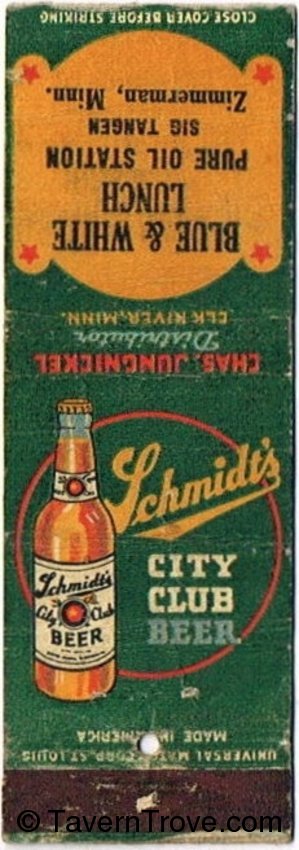 CLOSE COVER BEFORE STRIKING
BLUE & WHITE
LUNCH
PURE OIL STATION
SIG TANGEN
Zimmerman, Minn.
CHAS. JUNGNICKEL
Distributor
ELK RIVER, MINN.
Schmidt's
CITY
CLUB
BEER
Schmidt's
City Club
BEER
MADE IN AMERICA
UNIVERSAL MATCH CORP. ST. LOUIS
© TavernTrove.com